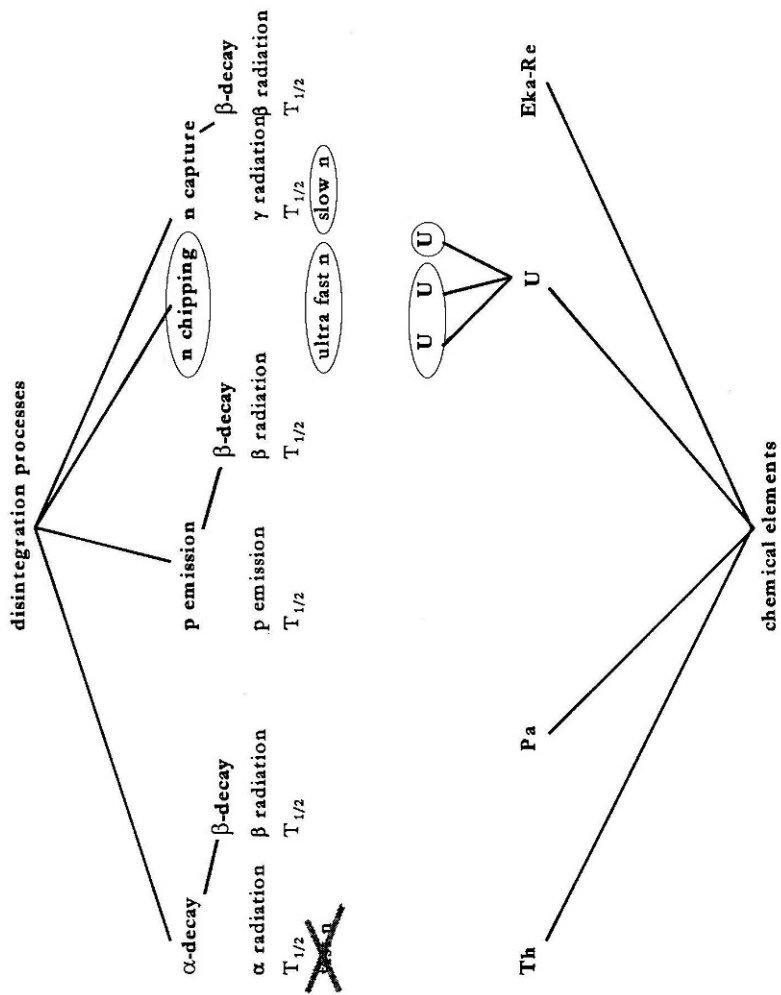 disintegration processes
α-decay p emission n chipping n capture
β-decay β-decay β-decay
α radiation β radiation p emission β radiation γ radiation β radiation
T1/2 T1/2 T1/2 T1/2 T1/2 T1/2
ultra fast n slow n
U U U
Th Pa U Eka-Re
chemical elements